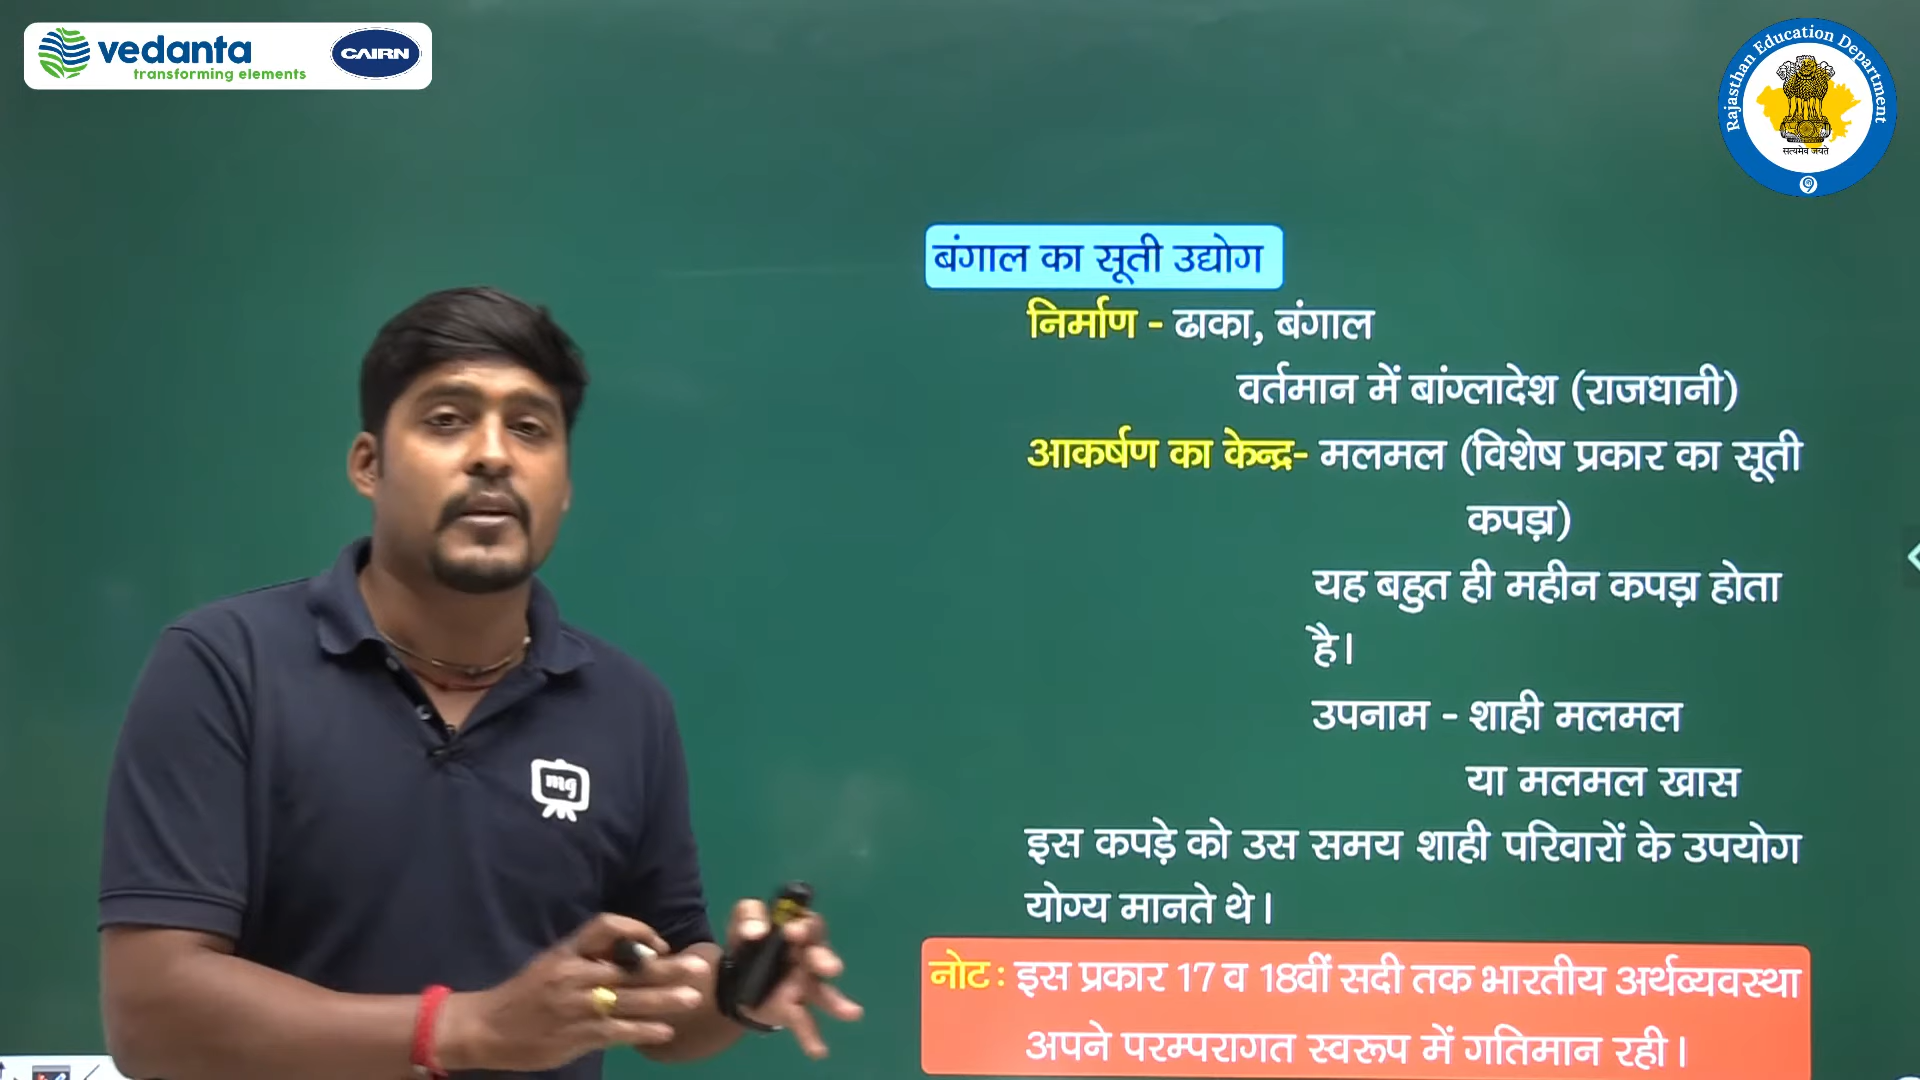 vedanta
transforming elements
CAIRN
Rajasthan Education Department
सत्यमेव जयते
बंगाल का सूती उद्योग
निर्माण - ढाका, बंगाल
वर्तमान में बांग्लादेश (राजधानी)
आकर्षण का केन्द्र- मलमल (विशेष प्रकार का सूती
कपड़ा)
यह बहुत ही महीन कपड़ा होता
है।
उपनाम - शाही मलमल
या मलमल खास
इस कपड़े को उस समय शाही परिवारों के उपयोग
योग्य मानते थे।
नोट: इस प्रकार 17 व 18वीं सदी तक भारतीय अर्थव्यवस्था
अपने परम्परागत स्वरूप में गतिमान रही।
mg